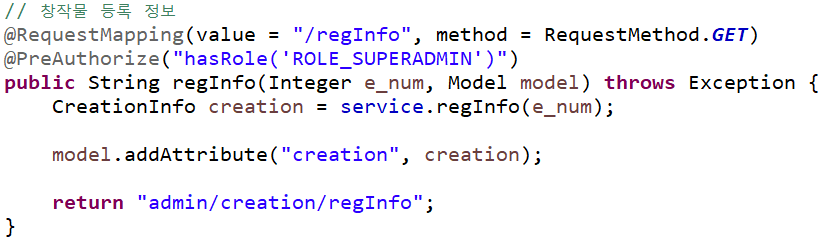 // 창작물 등록 정보
@RequestMapping(value = "/regInfo", method = RequestMethod.GET)
@PreAuthorize("hasRole('ROLE_SUPERADMIN')")
public String regInfo(Integer e_num, Model model) throws Exception {
    CreationInfo creation = service.regInfo(e_num);

    model.addAttribute("creation", creation);

    return "admin/creation/regInfo";
}